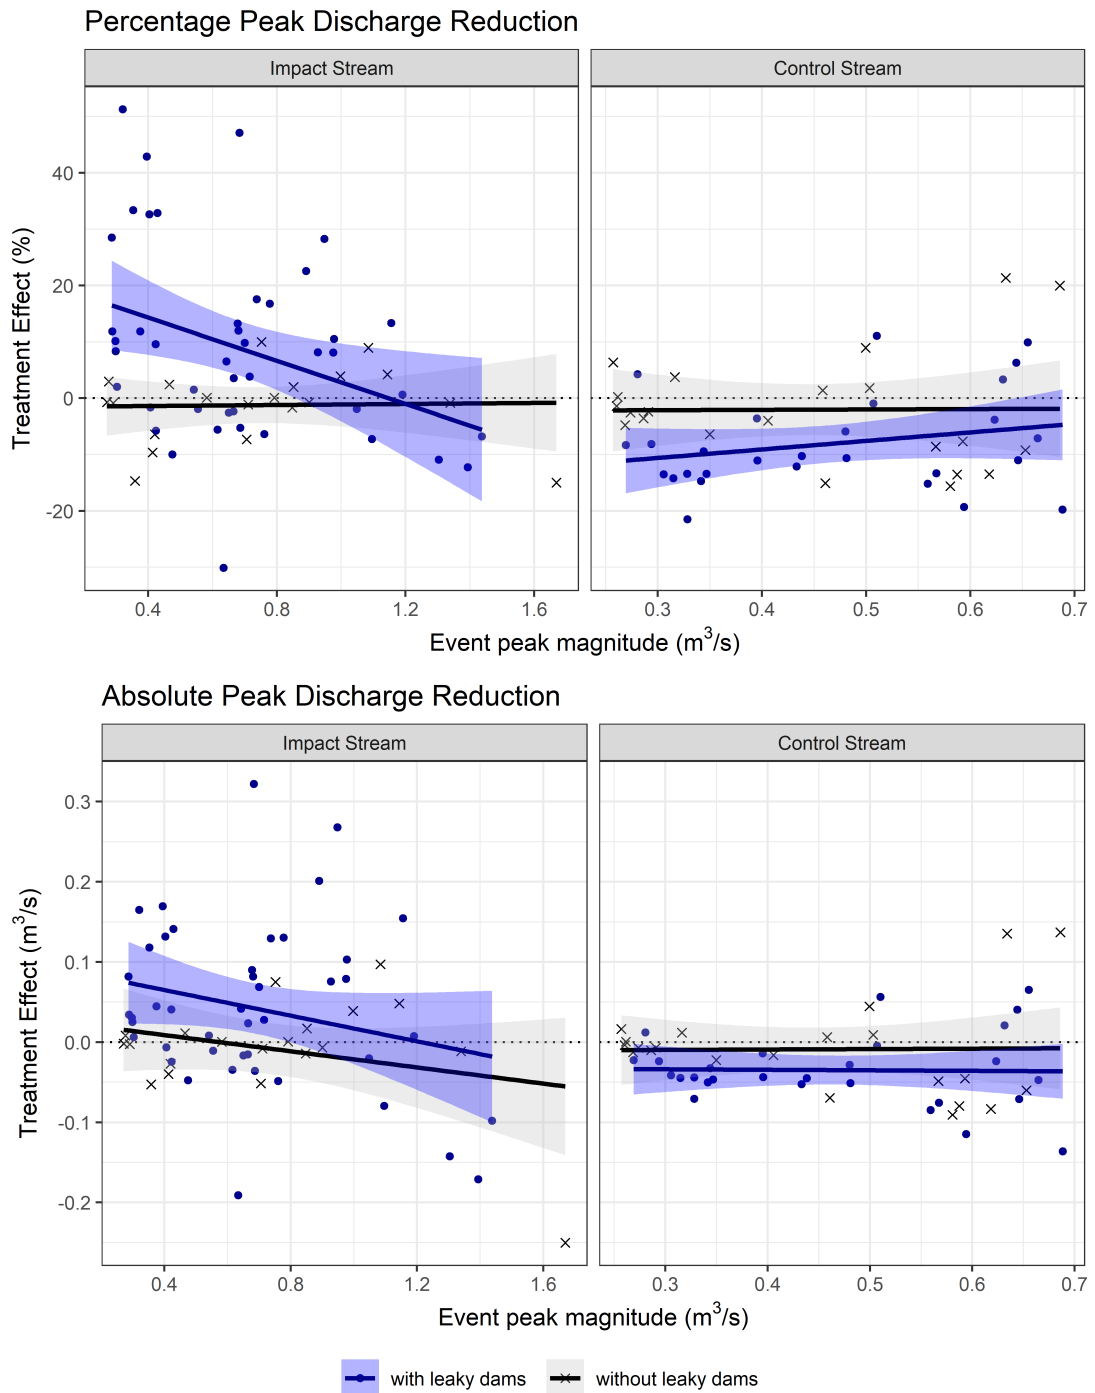 Percentage Peak Discharge Reduction
Impact Stream
Control Stream
Treatment Effect (%)
40
20
0
-20
0.4 0.8 1.2 1.6
0.3 0.4 0.5 0.6 0.7
Event peak magnitude (m³/s)
Absolute Peak Discharge Reduction
Impact Stream
Control Stream
Treatment Effect (m³/s)
0.3
0.2
0.1
0.0
-0.1
-0.2
0.4 0.8 1.2 1.6
0.3 0.4 0.5 0.6 0.7
Event peak magnitude (m³/s)
with leaky dams
without leaky dams